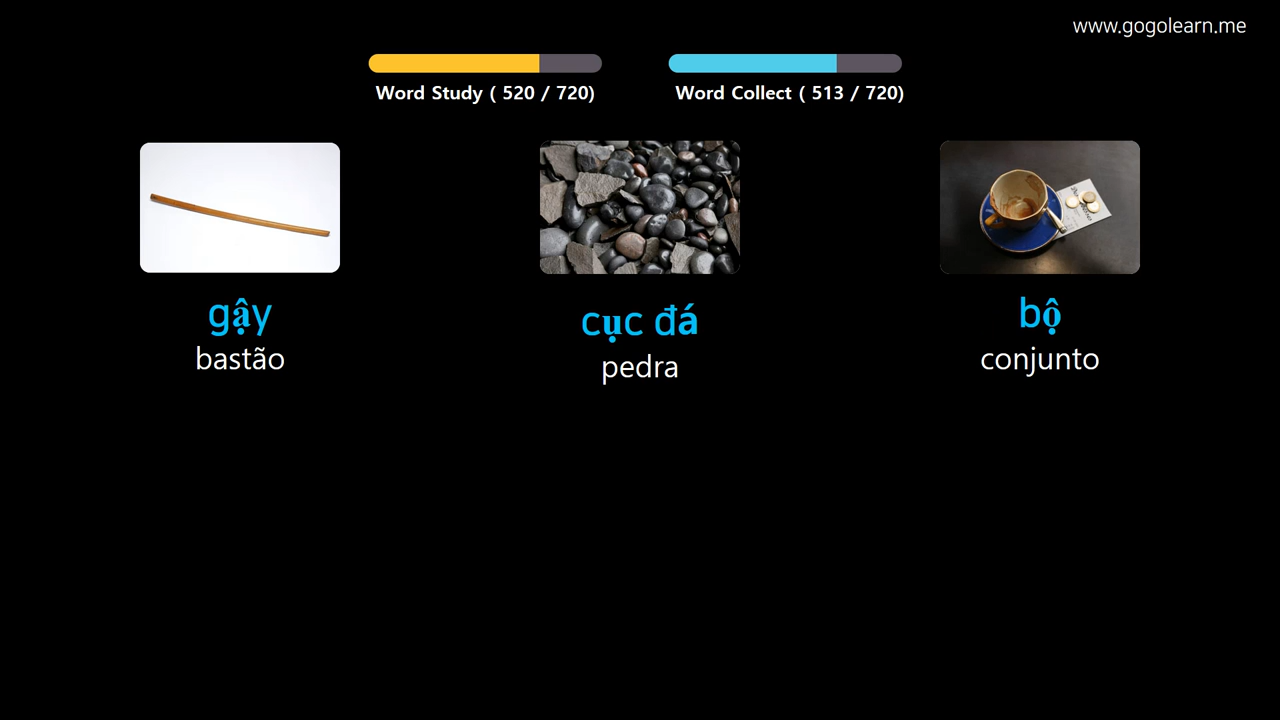 www.gogolearn.me
Word Study ( 520 / 720)
Word Collect ( 513 / 720)
gậy
bastão
cục đá
pedra
bộ
conjunto